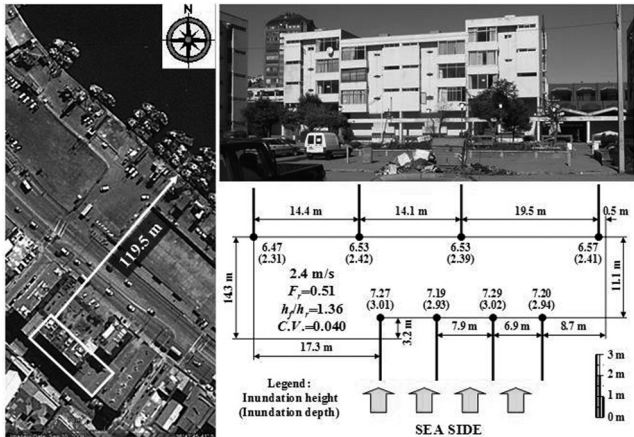 N
119.5 m
14.4 m
14.1 m
19.5 m
0.5 m
6.47
(2.31)
6.53
(2.42)
6.53
(2.39)
6.57
(2.41)
14.3 m
11.1 m
2.4 m/s
Fr=0.51
hf/hr=1.36
C.V.=0.040
7.27
(3.01)
7.19
(2.93)
7.29
(3.02)
7.20
(2.94)
3.2 m
7.9 m
6.9 m
8.7 m
17.3 m
Legend :
Inundation height
(Inundation depth)
SEA SIDE
3 m
2 m
1 m
0 m